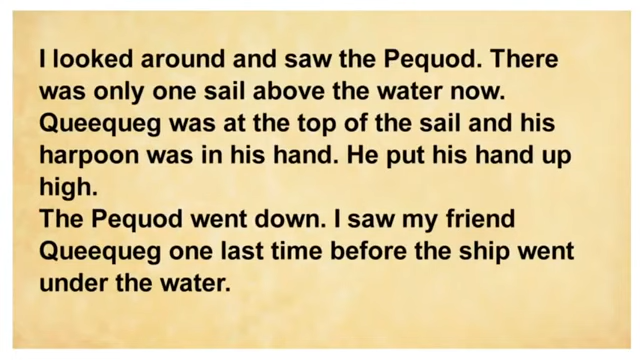 I looked around and saw the Pequod. There
was only one sail above the water now.
Queequeg was at the top of the sail and his
harpoon was in his hand. He put his hand up
high.
The Pequod went down. I saw my friend
Queequeg one last time before the ship went
under the water.